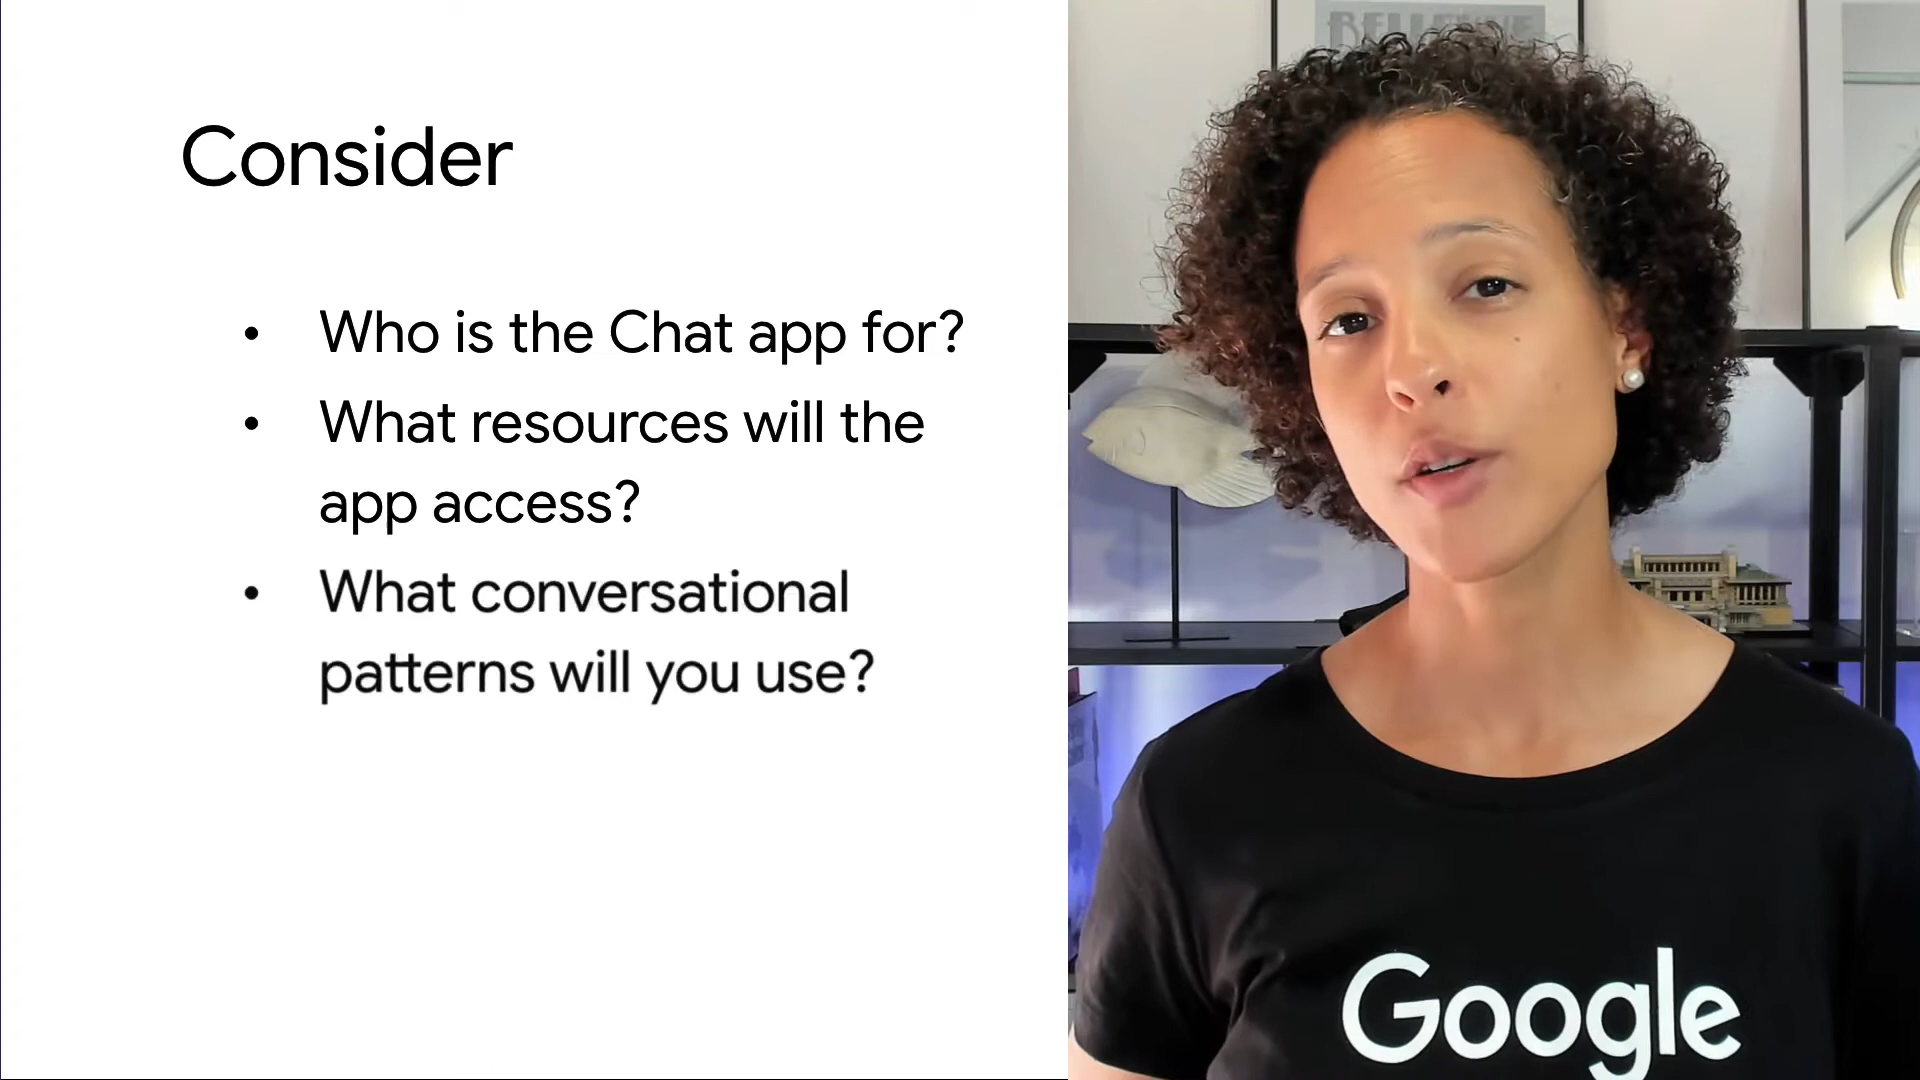 Consider
• Who is the Chat app for?
• What resources will the
app access?
• What conversational
patterns will you use?
BELLEVUE
Google